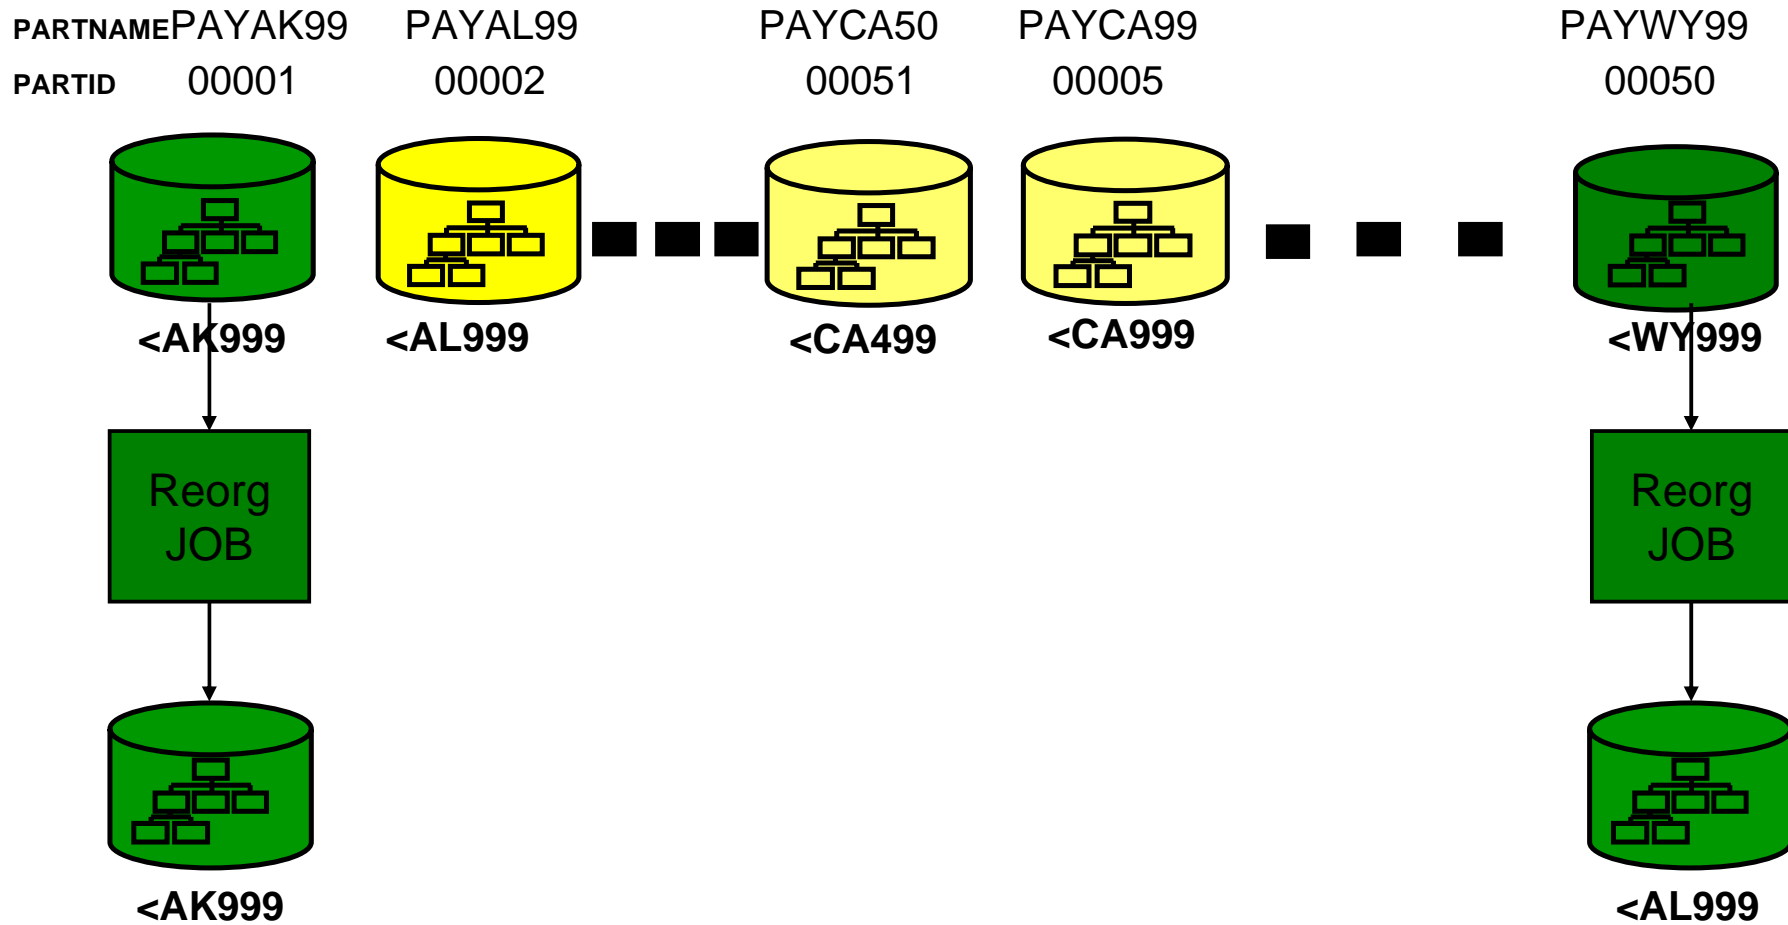 PARTNAME PAYAK99 PAYAL99 PAYCA50 PAYCA99 PAYWY99
PARTID 00001 00002 00051 00005 00050
<AK999 <AL999 <CA499 <CA999 <WY999
Reorg
JOB
Reorg
JOB
<AK999 <AL999